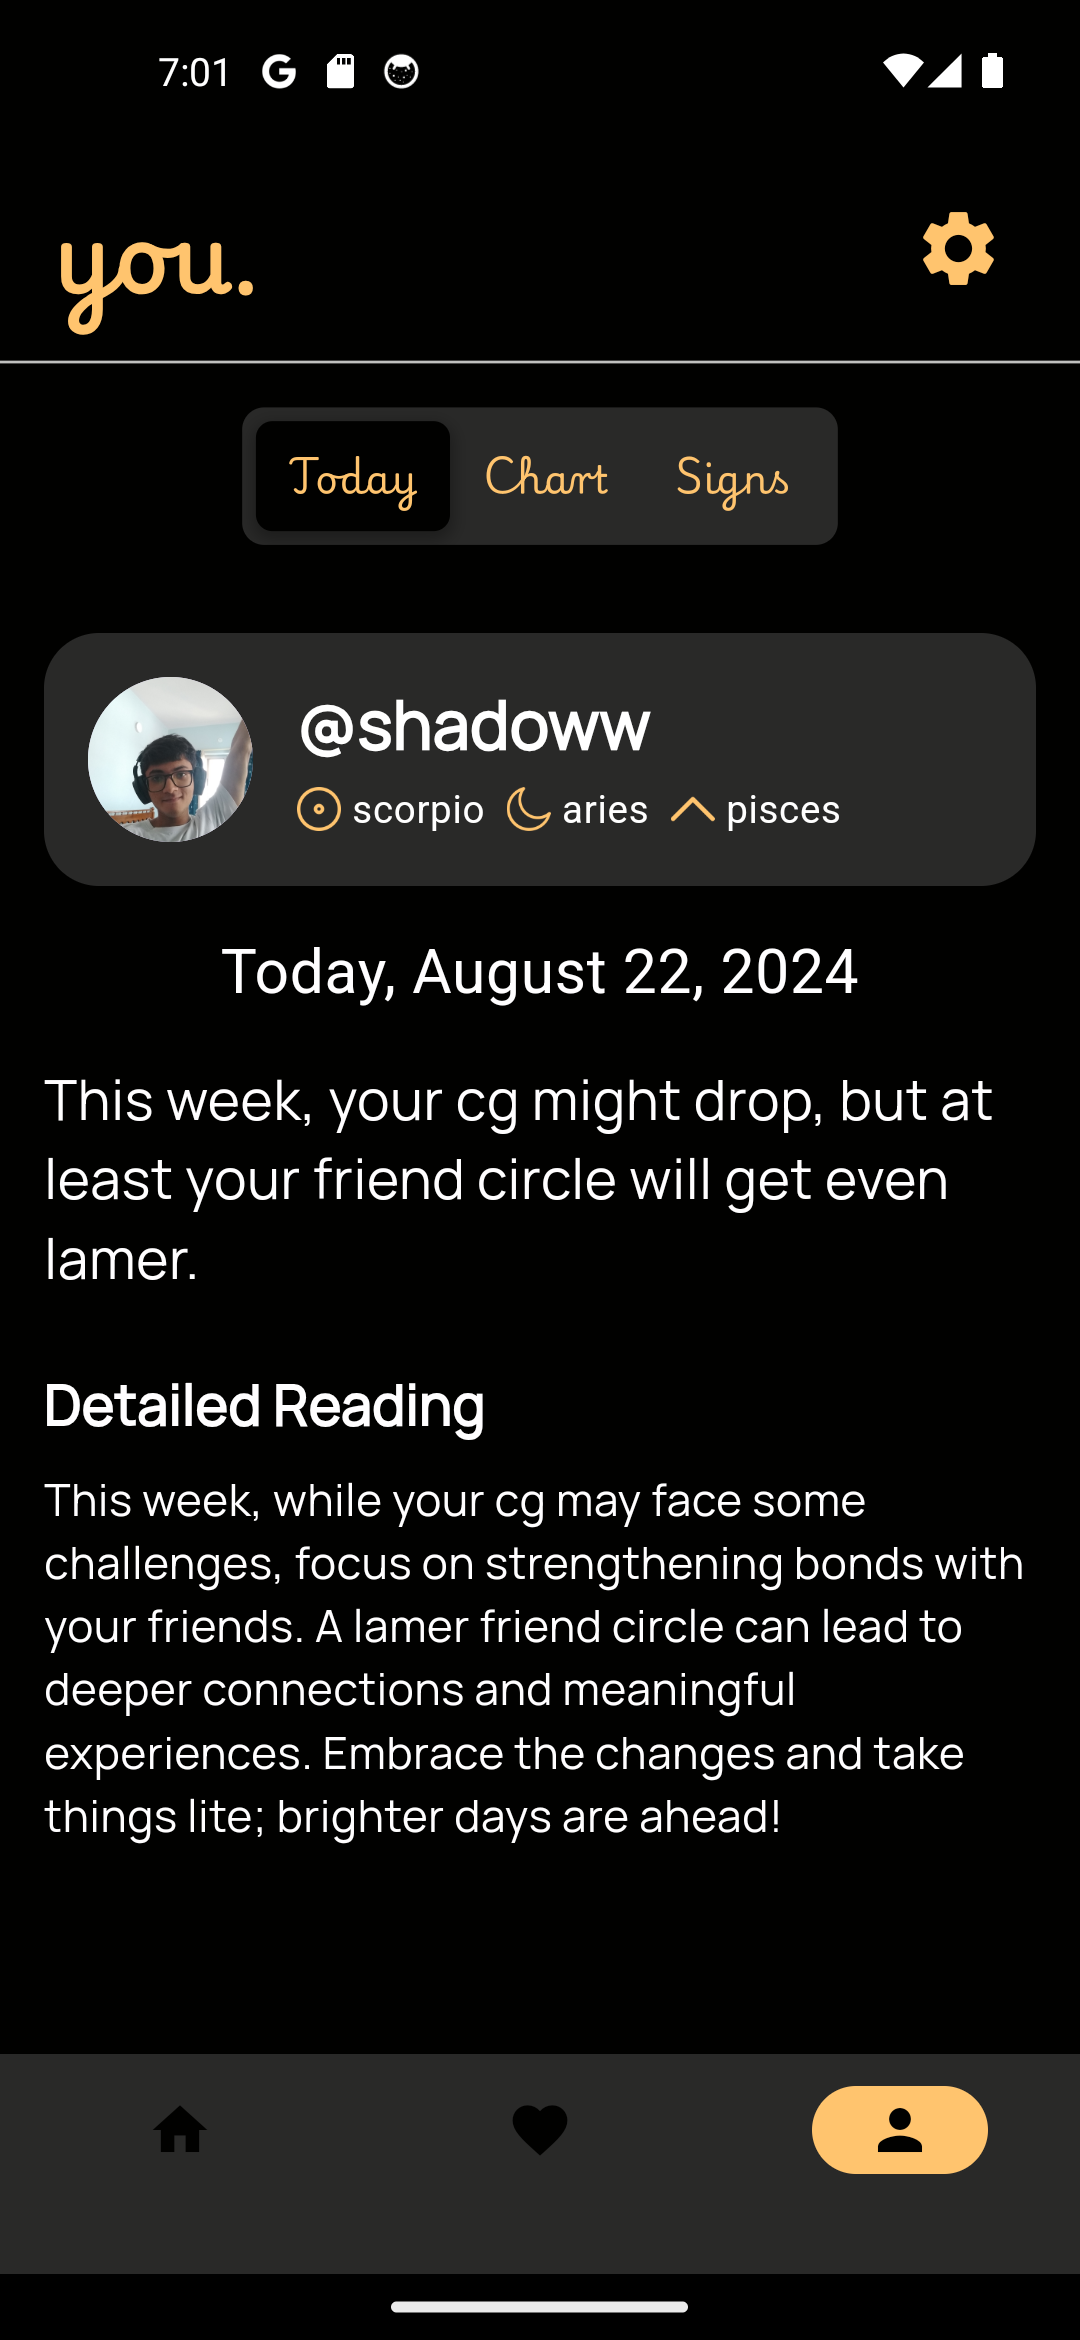 7:01
you.
Today Chart Signs
@shadoww
scorpio aries pisces
Today, August 22, 2024
This week, your cg might drop, but at
least your friend circle will get even
lamer.
Detailed Reading
This week, while your cg may face some
challenges, focus on strengthening bonds with
your friends. A lamer friend circle can lead to
deeper connections and meaningful
experiences. Embrace the changes and take
things lite; brighter days are ahead!